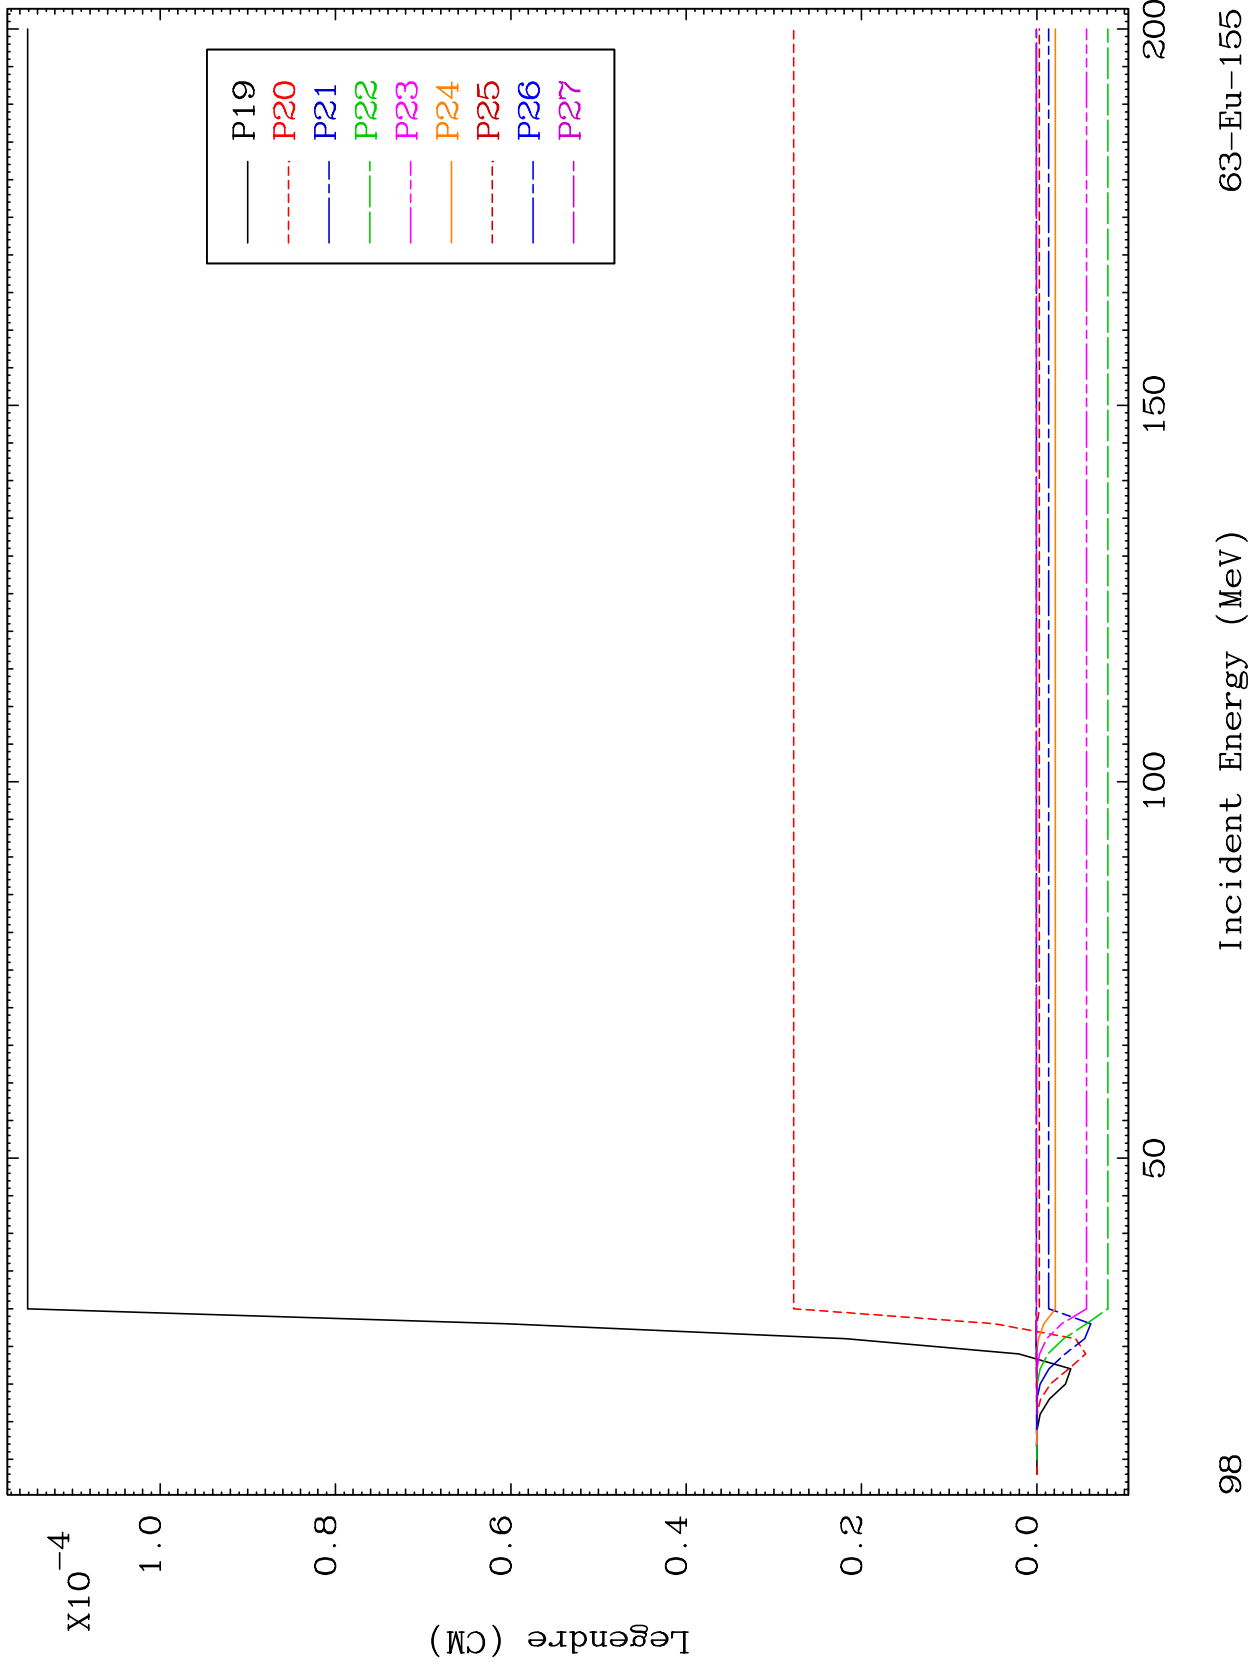 X10-4
1.0
0.8
0.6
0.4
0.2
0.0
Legendre (CM)
P19
P20
P21
P22
P23
P24
P25
P26
P27
50
100
150
200
98
Incident Energy (MeV)
63-Eu-155